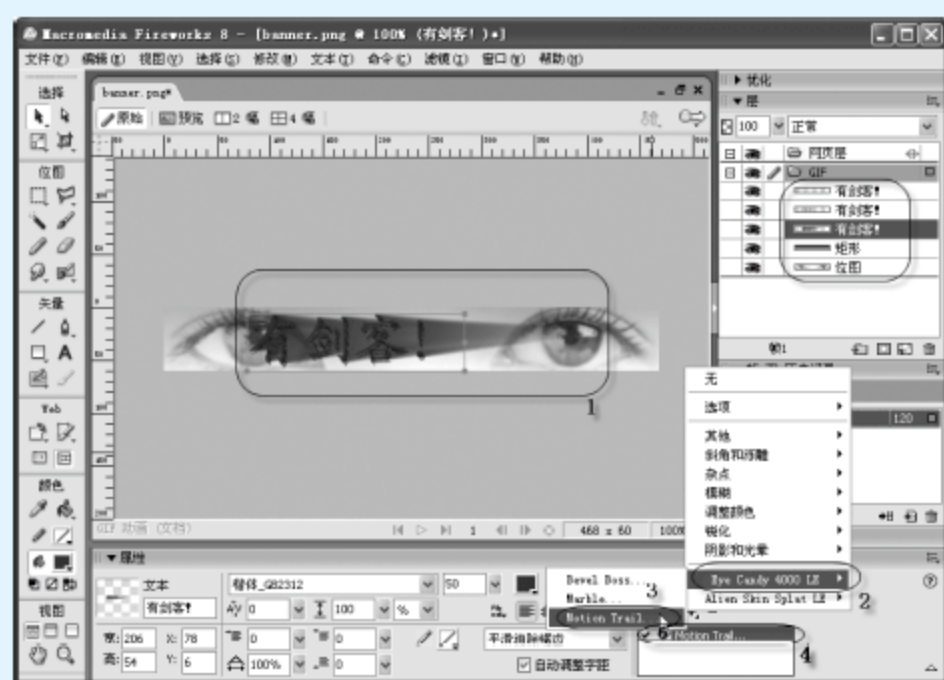 Macromedia Fireworks 8 - [banner.png @ 100% (有剑客!)•]
文件(F) 编辑(E) 视图(V) 选择(S) 修改(M) 文本(T) 命令(C) 滤镜(I) 窗口(W) 帮助(H)
选择
位图
矢量
Web
颜色
视图
banner.png*
原始 预览 2 幅 4 幅
有剑客!
1
GIF 动画 (文档)
1 468 x 60 100%
优化
层
100 正常
网页层
GIF
有剑客!
有剑客!
有剑客!
矩形
位图
帧1
120
无
选项
其他
斜角和浮雕
杂点
模糊
调整颜色
锐化
阴影和光晕
Eye Candy 4000 LE
Alien Skin Splat LE
2
Bevel Boss...
Marble...
Motion Trail...
3
Motion Trail...
4
属性
文本
有剑客!
楷体_GB2312 50
0 100 %
宽: 206 X: 78
高: 54 Y: 6
0 0
100% 0
平滑消除锯齿
自动调整字距